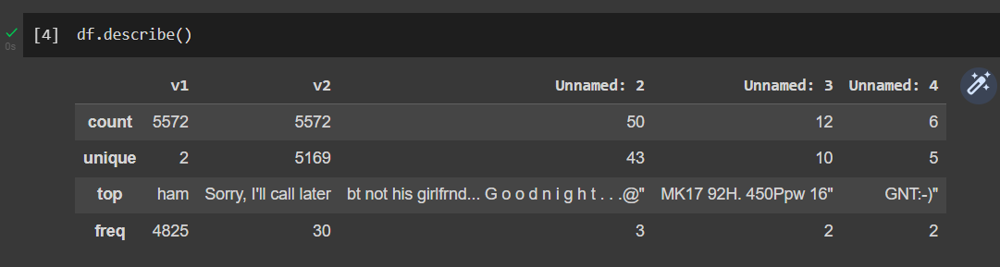 [4] df.describe()
0s
v1 v2 Unnamed: 2 Unnamed: 3 Unnamed: 4
count 5572 5572 50 12 6
unique 2 5169 43 10 5
top ham Sorry, I'll call later bt not his girlfrnd... G o o d n i g h t . . .@" MK17 92H. 450Ppw 16" GNT:-)"
freq 4825 30 3 2 2